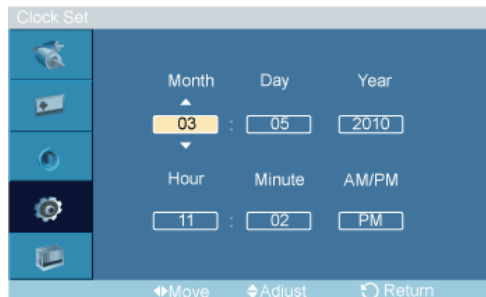 Clock Set
Month Day Year
03 : 05 2010
Hour Minute AM/PM
11 : 02 PM
Move Adjust Return